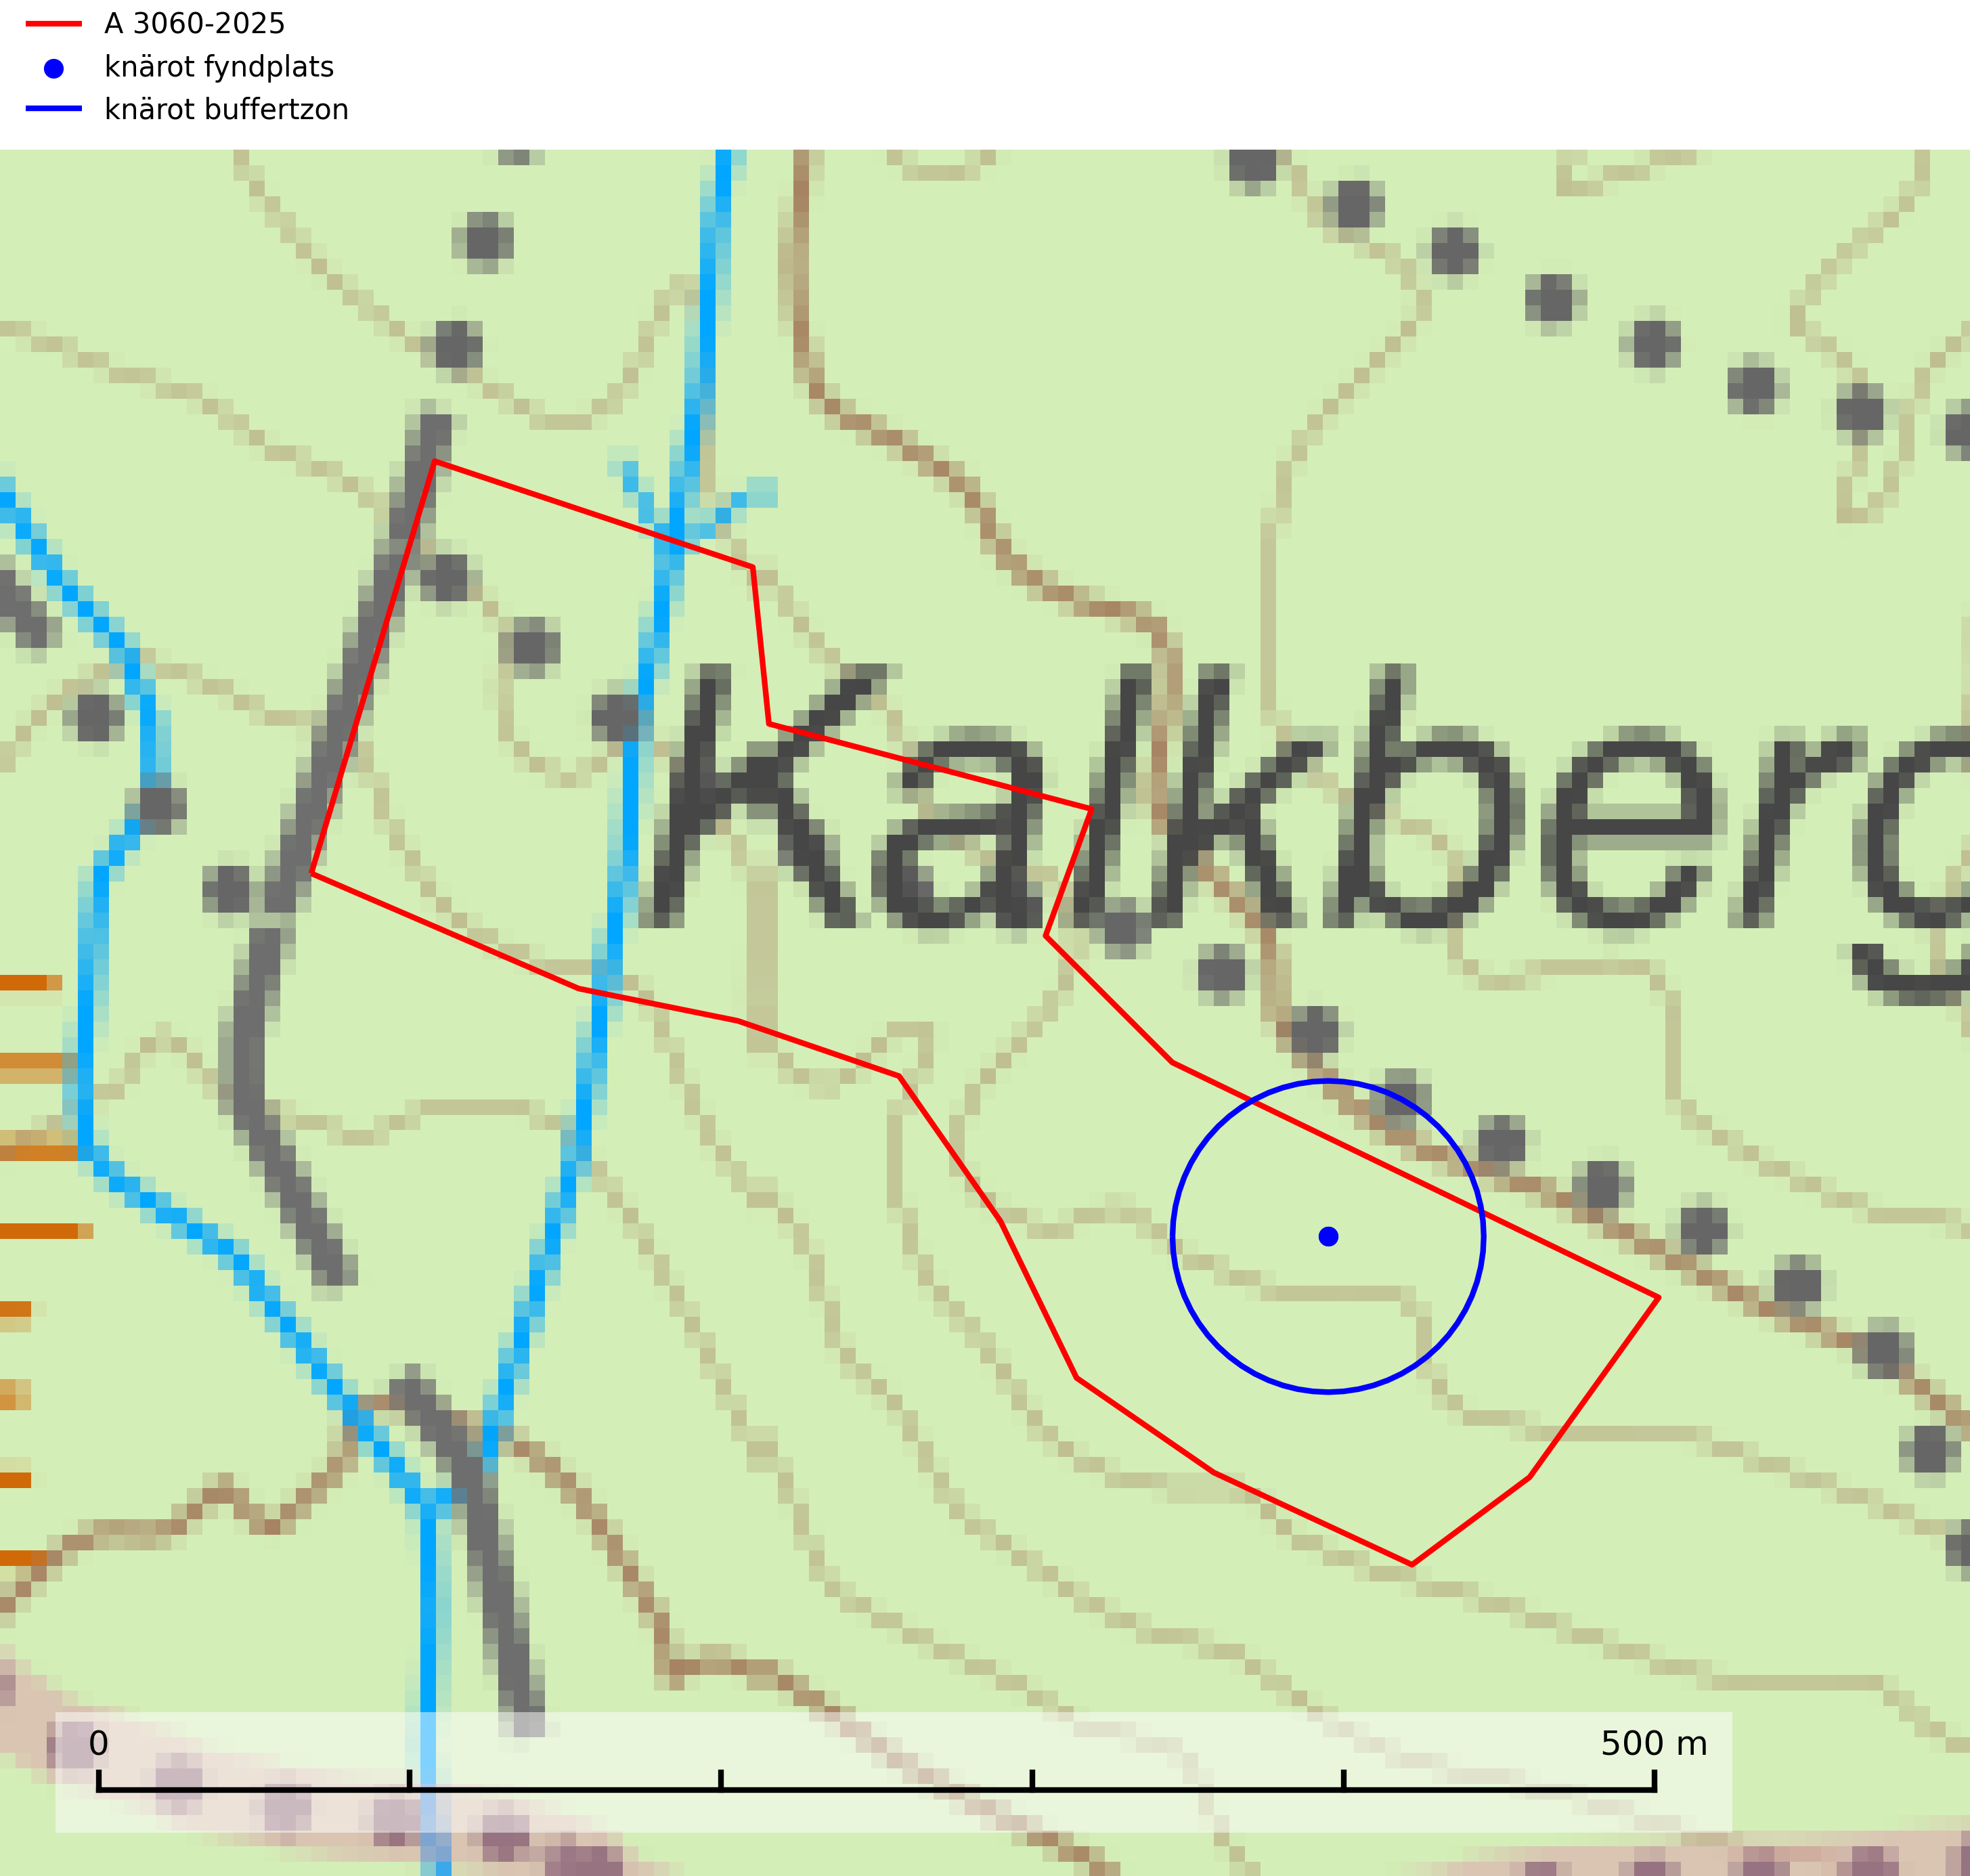 A 3060-2025
knärot fyndplats
knärot buffertzon
Kalkberg
0 500 m